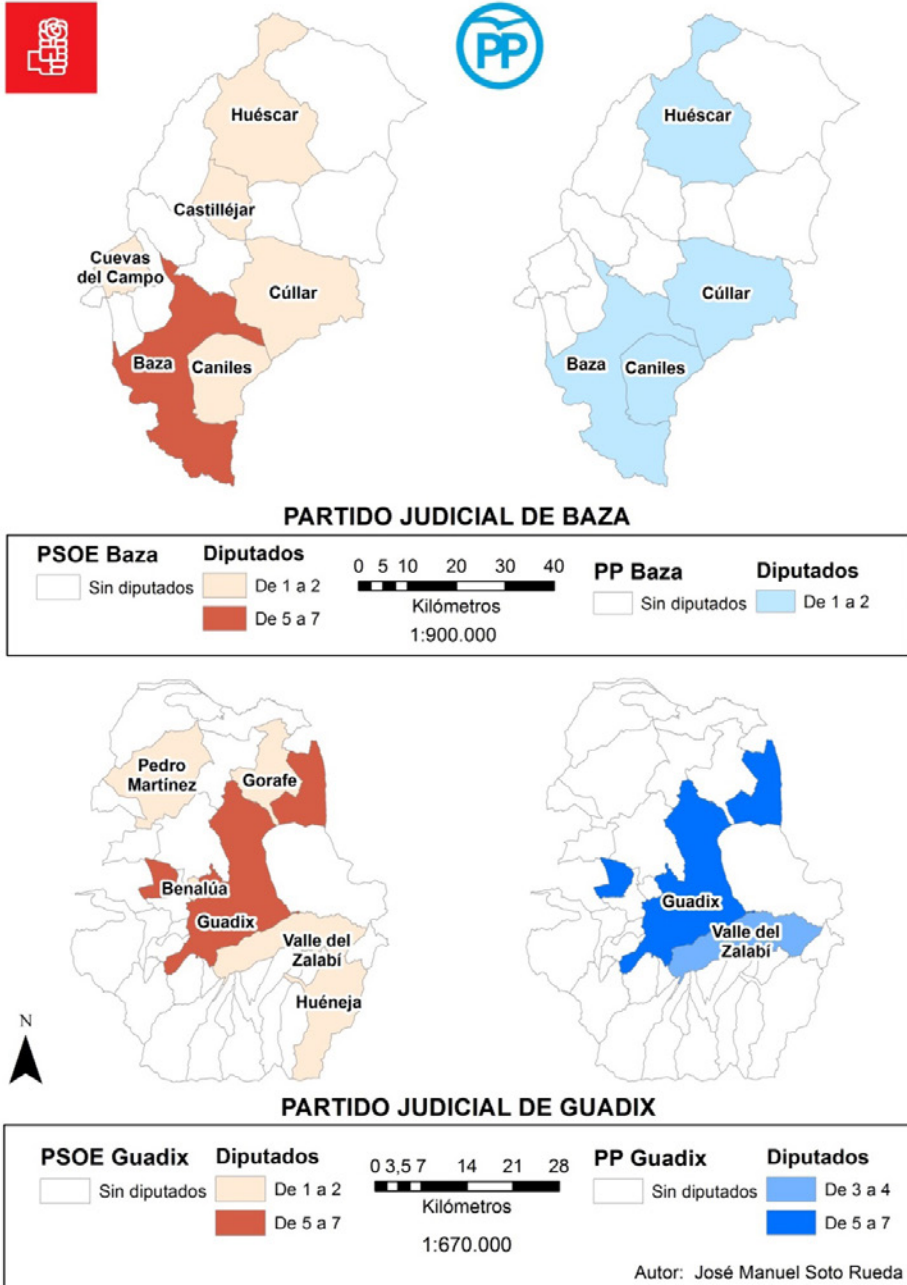 PP
Huéscar
Castilléjar
Cuevas
del Campo
Cúllar
Baza
Caniles
Huéscar
Cúllar
Baza
Caniles
PARTIDO JUDICIAL DE BAZA
PSOE Baza
Sin diputados
Diputados
De 1 a 2
De 5 a 7
0 5 10 20 30 40
Kilómetros
1:900.000
PP Baza
Sin diputados
Diputados
De 1 a 2
Pedro
Martínez
Gorafe
Benalúa
Guadix
Valle del
Zalabí
Huéneja
Guadix
Valle del
Zalabí
N
PARTIDO JUDICIAL DE GUADIX
PSOE Guadix
Sin diputados
Diputados
De 1 a 2
De 5 a 7
0 3,5 7 14 21 28
Kilómetros
1:670.000
PP Guadix
Sin diputados
Diputados
De 3 a 4
De 5 a 7
Autor: José Manuel Soto Rueda